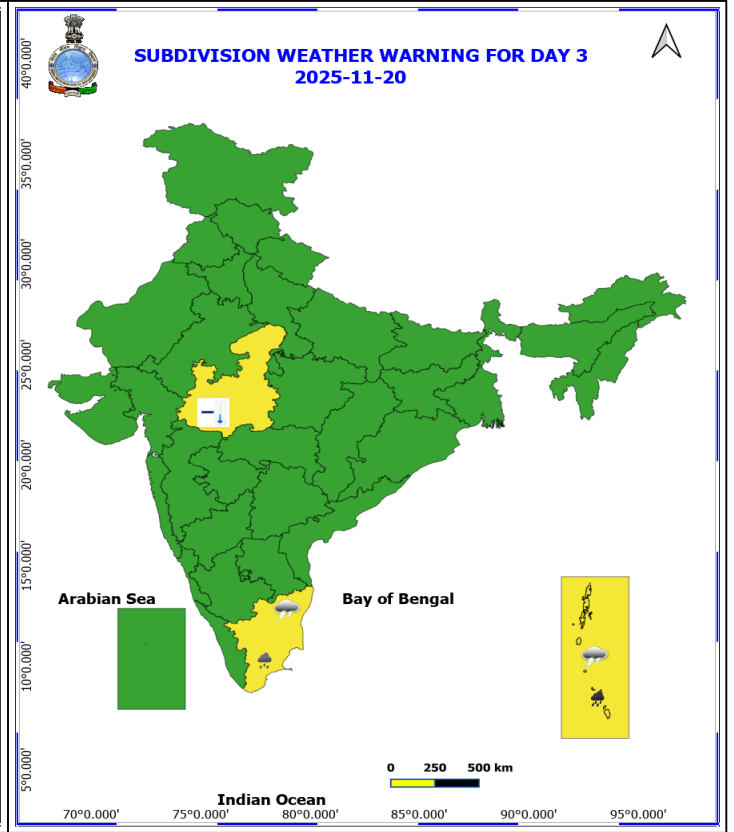 SUBDIVISION WEATHER WARNING FOR DAY 3
2025-11-20
40°0.000'
35°0.000'
30°0.000'
25°0.000'
20°0.000'
15°0.000'
10°0.000'
5°0.000'
Arabian Sea
Bay of Bengal
0 250 500 km
Indian Ocean
70°0.000' 75°0.000' 80°0.000' 85°0.000' 90°0.000' 95°0.000'